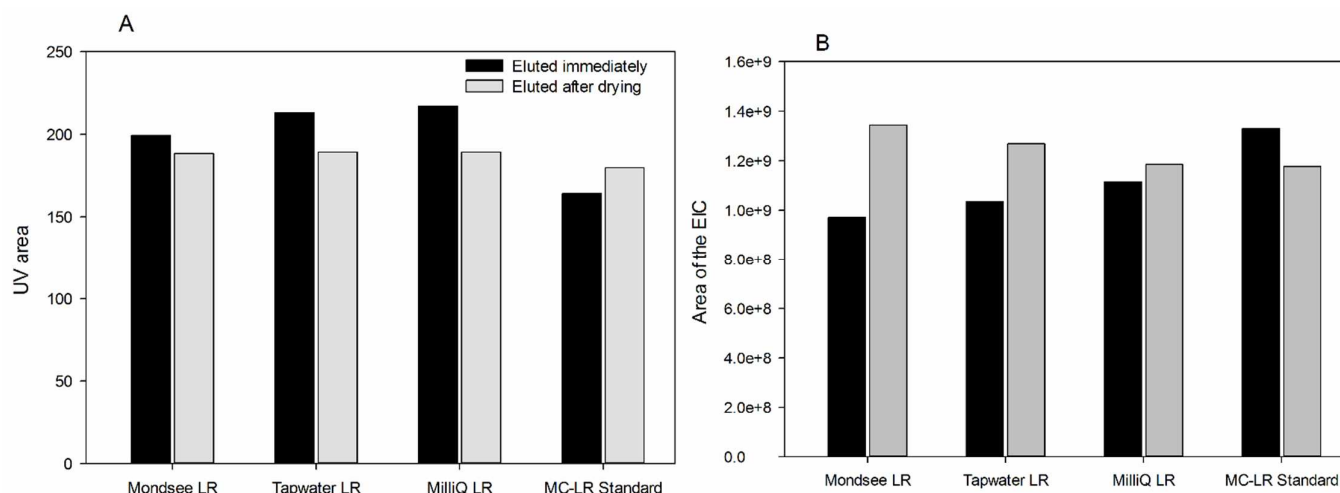 A
UV area
250
200
150
100
50
0
Eluted immediately
Eluted after drying
Mondsee LR
Tapwater LR
MilliQ LR
MC-LR Standard
B
Area of the EIC
1.6e+9
1.4e+9
1.2e+9
1.0e+9
8.0e+8
6.0e+8
4.0e+8
2.0e+8
0.0
Mondsee LR
Tapwater LR
MilliQ LR
MC-LR Standard